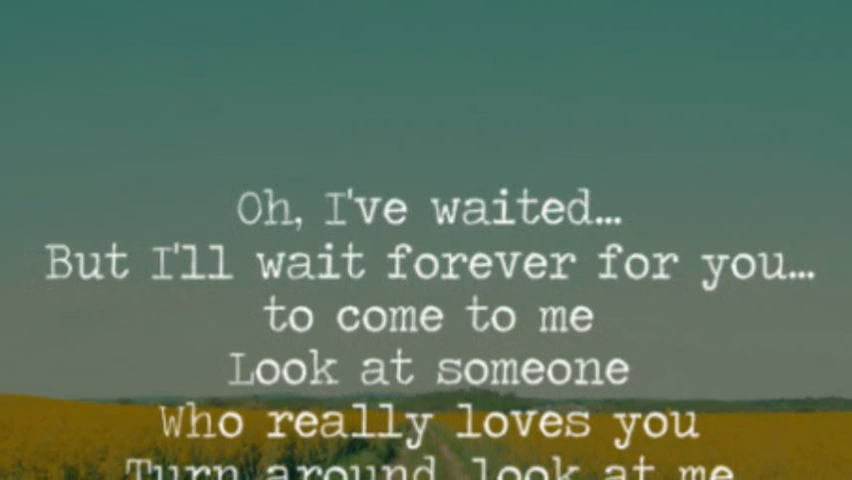 Oh, I've waited...
But I'll wait forever for you...
to come to me
Look at someone
Who really loves you
Turn around, look at me